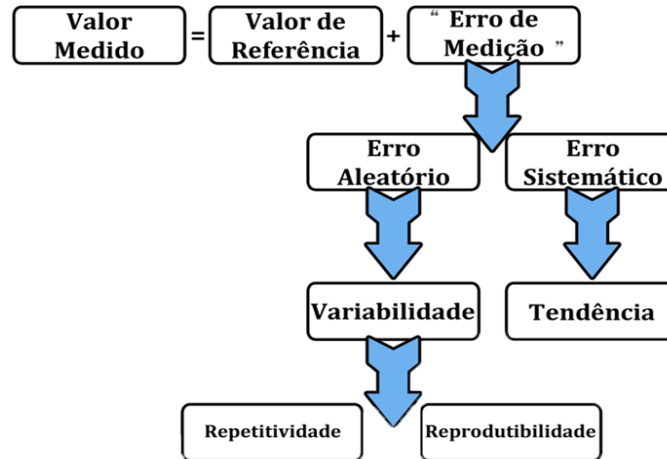 Valor
Medido
=
Valor de
Referência
+
“ Erro de
Medição ”
Erro
Aleatório
Erro
Sistemático
Variabilidade
Tendência
Repetitividade
Reprodutibilidade